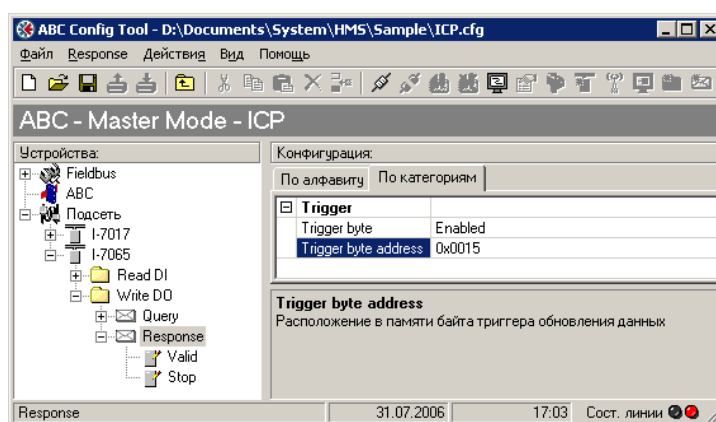 ABC Config Tool - D:\Documents\System\HMS\Sample\ICP.cfg
Файл Response Действия Вид Помощь
ABC - Master Mode - ICP
Устройства:
Fieldbus
ABC
Подсеть
I-7017
I-7065
Read DI
Write DO
Query
Response
Valid
Stop
Конфигурация:
По алфавиту По категориям
Trigger
Trigger byte Enabled
Trigger byte address 0x0015
Trigger byte address
Расположение в памяти байта триггера обновления данных
Response 31.07.2006 17:03 Сост. линии